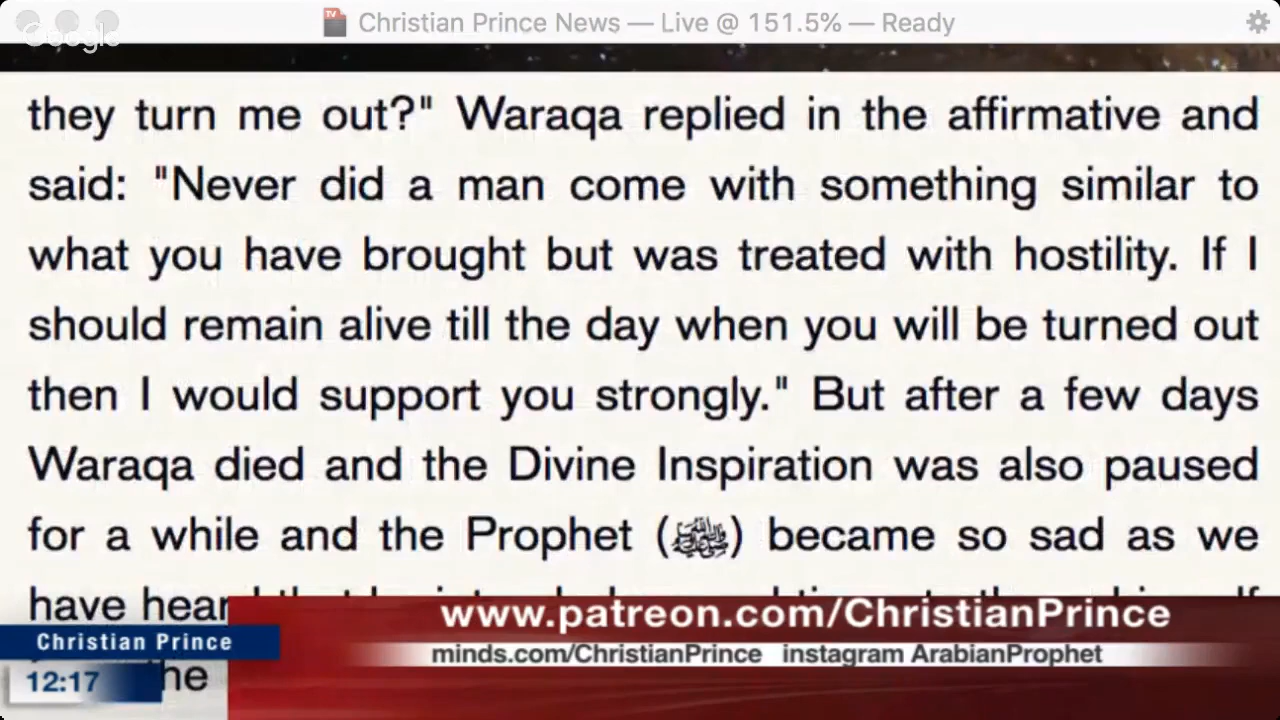 Christian Prince News — Live @ 151.5% — Ready
Google
they turn me out?" Waraqa replied in the affirmative and
said: "Never did a man come with something similar to
what you have brought but was treated with hostility. If I
should remain alive till the day when you will be turned out
then I would support you strongly." But after a few days
Waraqa died and the Divine Inspiration was also paused
for a while and the Prophet (ﷺ) became so sad as we
have hear
he
www.patreon.com/ChristianPrince
Christian Prince
minds.com/ChristianPrince instagram ArabianProphet
12:17